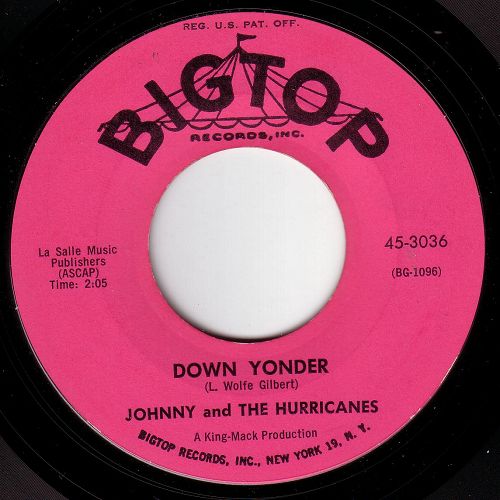 REG. U.S. PAT. OFF.
BIGTOP
RECORDS, INC.
La Salle Music
Publishers
(ASCAP)
Time: 2:05
45-3036
(BG-1096)
DOWN YONDER
(L. Wolfe Gilbert)
JOHNNY and THE HURRICANES
A King-Mack Production
BIGTOP RECORDS, INC., NEW YORK 19, N. Y.